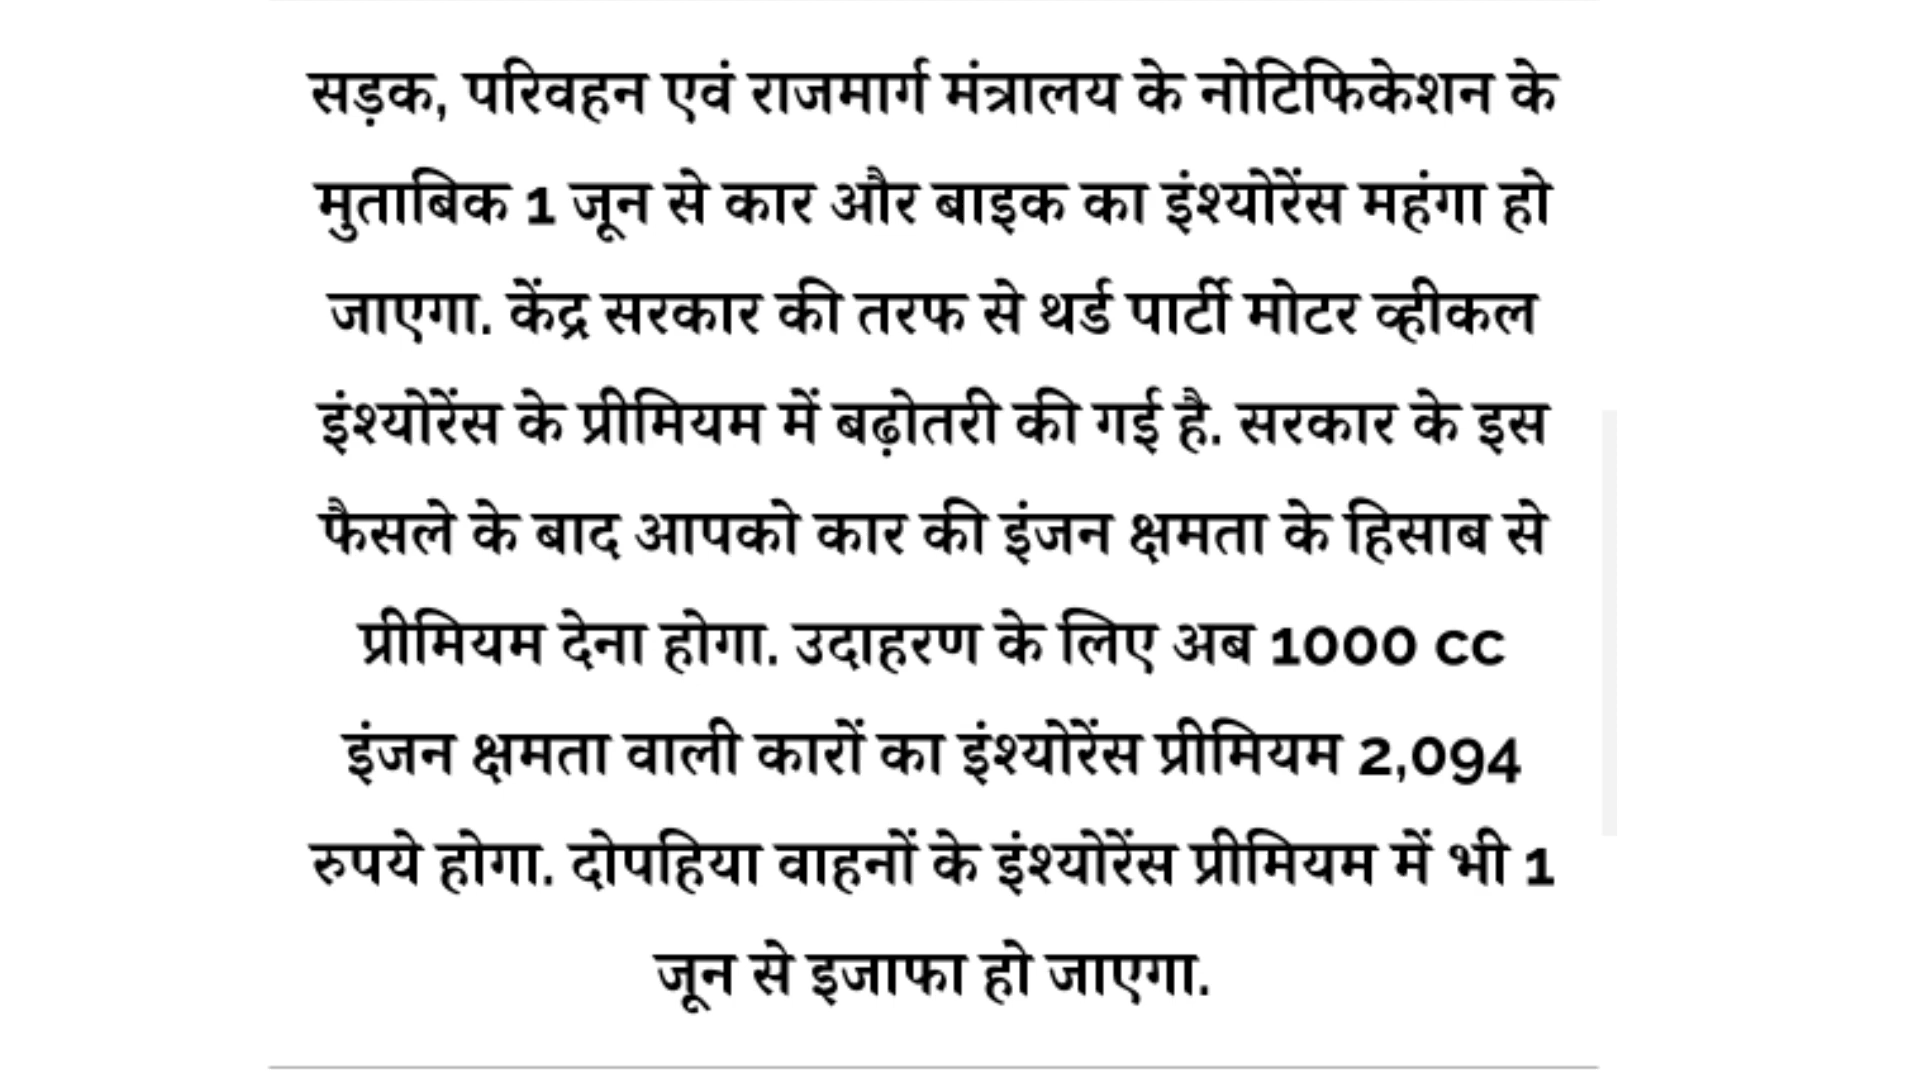 सड़क, परिवहन एवं राजमार्ग मंत्रालय के नोटिफिकेशन के
मुताबिक 1 जून से कार और बाइक का इंश्योरेंस महंगा हो
जाएगा. केंद्र सरकार की तरफ से थर्ड पार्टी मोटर व्हीकल
इंश्योरेंस के प्रीमियम में बढ़ोतरी की गई है. सरकार के इस
फैसले के बाद आपको कार की इंजन क्षमता के हिसाब से
प्रीमियम देना होगा. उदाहरण के लिए अब 1000 cc
इंजन क्षमता वाली कारों का इंश्योरेंस प्रीमियम 2,094
रुपये होगा. दोपहिया वाहनों के इंश्योरेंस प्रीमियम में भी 1
जून से इजाफा हो जाएगा.